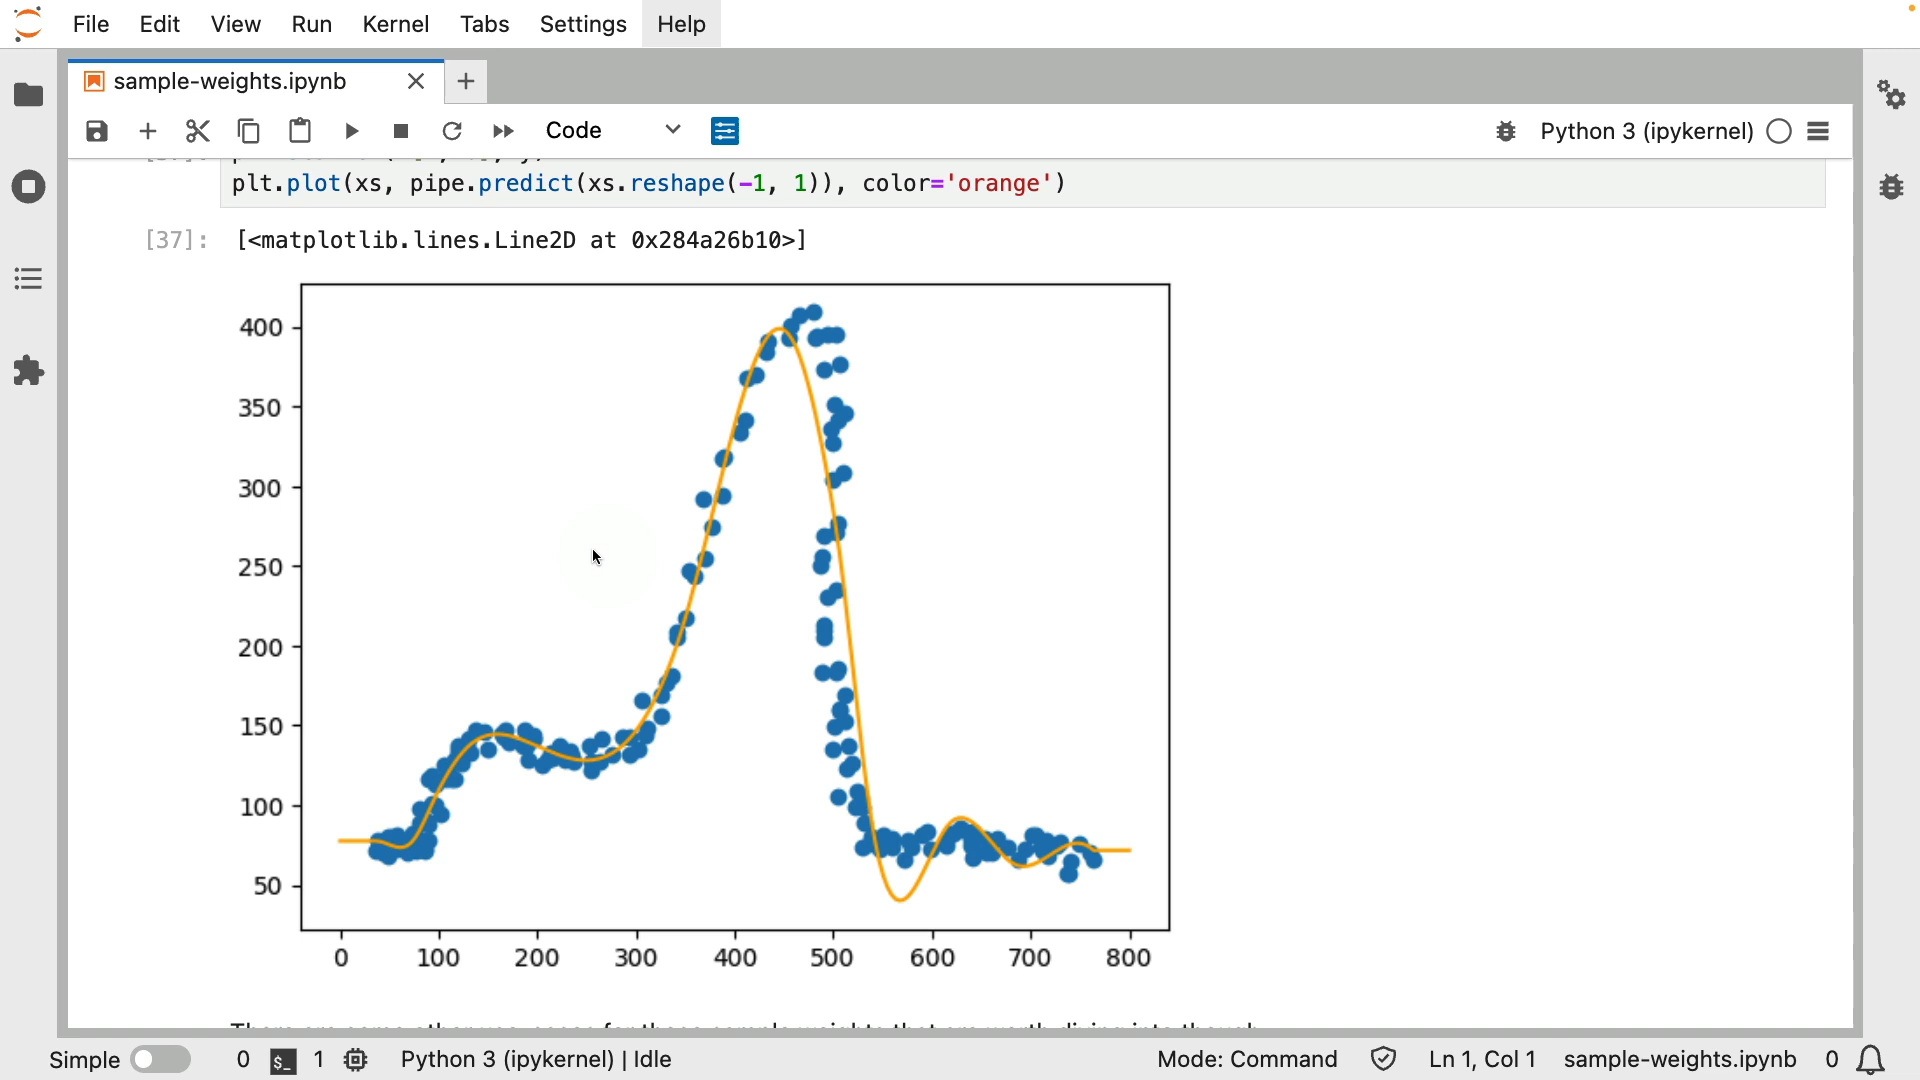 File Edit View Run Kernel Tabs Settings Help
sample-weights.ipynb
Code
Python 3 (ipykernel)
plt.plot(xs, pipe.predict(xs.reshape(-1, 1)), color='orange')
[37]: [<matplotlib.lines.Line2D at 0x284a26b10>]
400
350
300
250
200
150
100
50
0 100 200 300 400 500 600 700 800
Simple 0 $_ 1 Python 3 (ipykernel) | Idle Mode: Command Ln 1, Col 1 sample-weights.ipynb 0